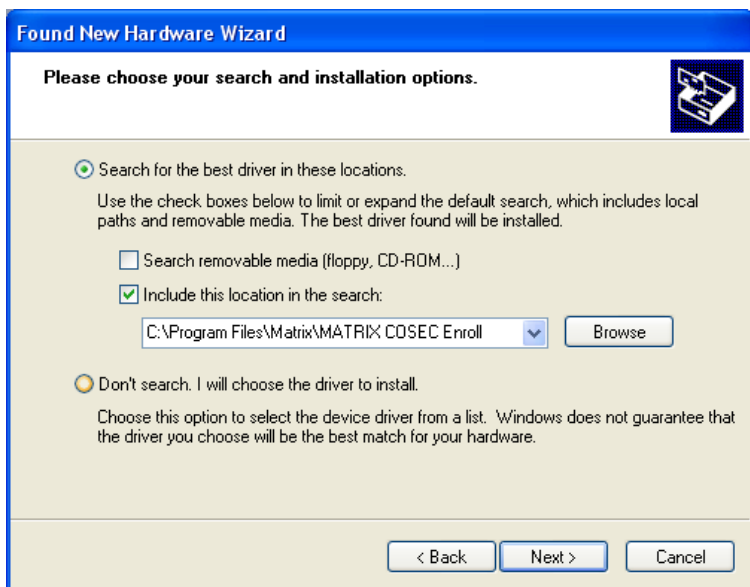 Found New Hardware Wizard
Please choose your search and installation options.
Search for the best driver in these locations.
Use the check boxes below to limit or expand the default search, which includes local
paths and removable media. The best driver found will be installed.
Search removable media (floppy, CD-ROM...)
Include this location in the search:
C:\Program Files\Matrix\MATRIX COSEC Enroll
Browse
Don't search. I will choose the driver to install.
Choose this option to select the device driver from a list. Windows does not guarantee that
the driver you choose will be the best match for your hardware.
< Back Next > Cancel